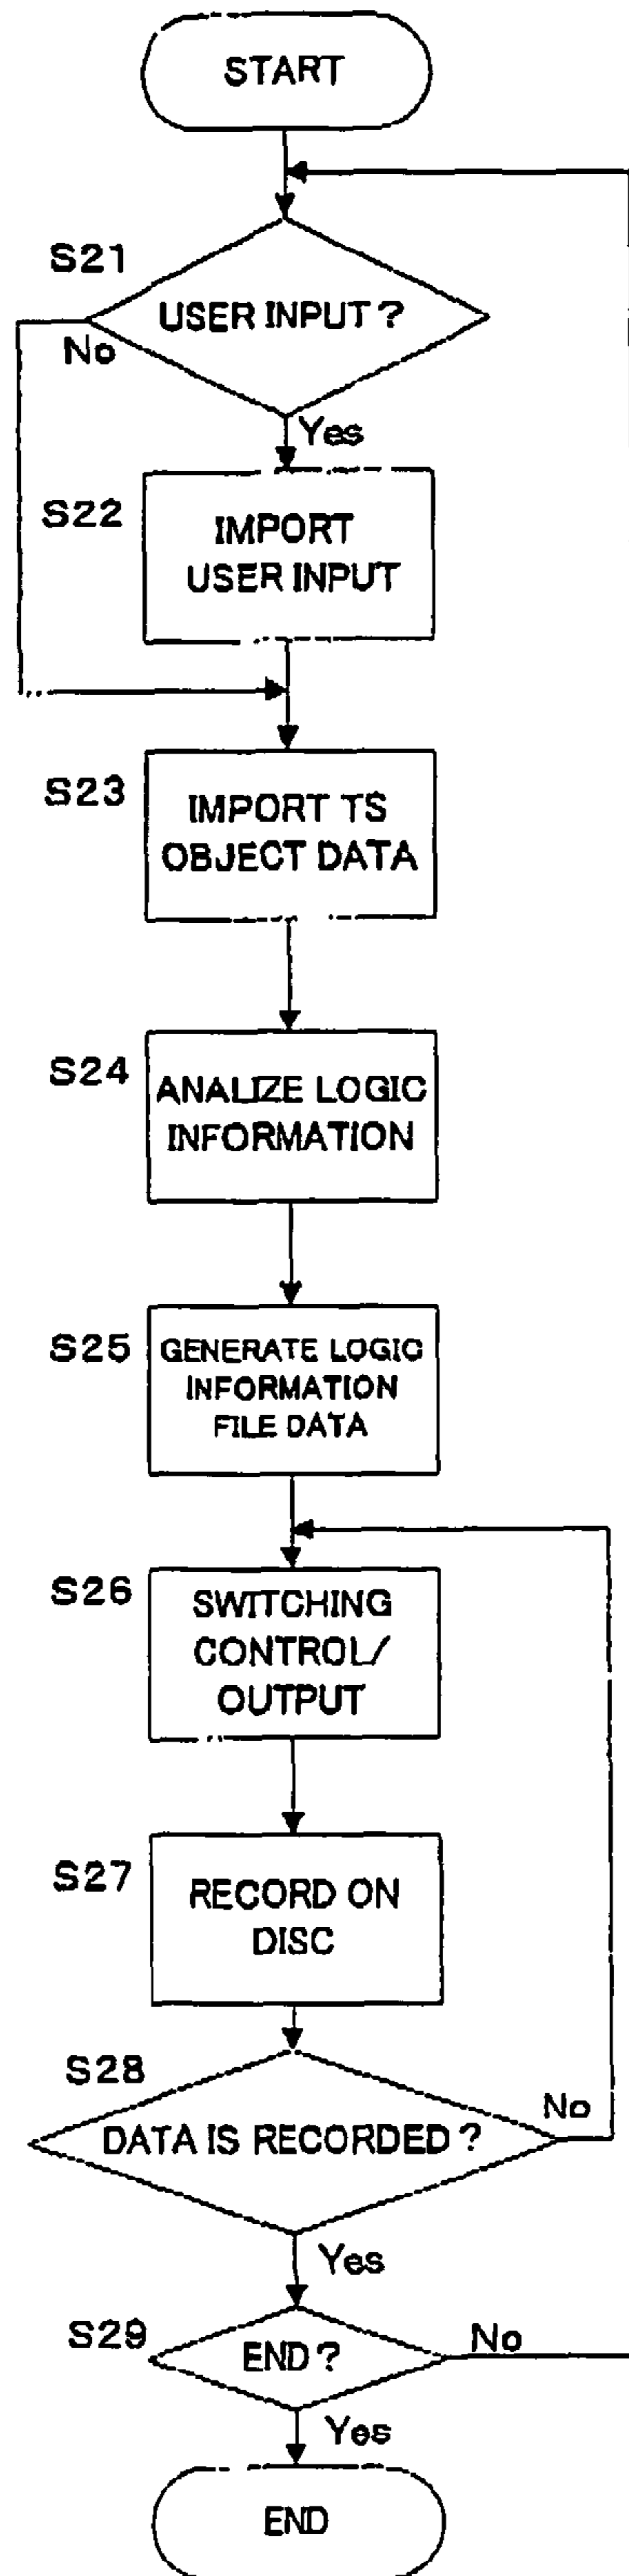 START
S21
USER INPUT?
No
Yes
S22
IMPORT
USER INPUT
S23
IMPORT TS
OBJECT DATA
S24
ANALIZE LOGIC
INFORMATION
S25
GENERATE LOGIC
INFORMATION
FILE DATA
S26
SWITCHING
CONTROL/
OUTPUT
S27
RECORD ON
DISC
S28
No
DATA IS RECORDED?
Yes
S29
No
END?
Yes
END